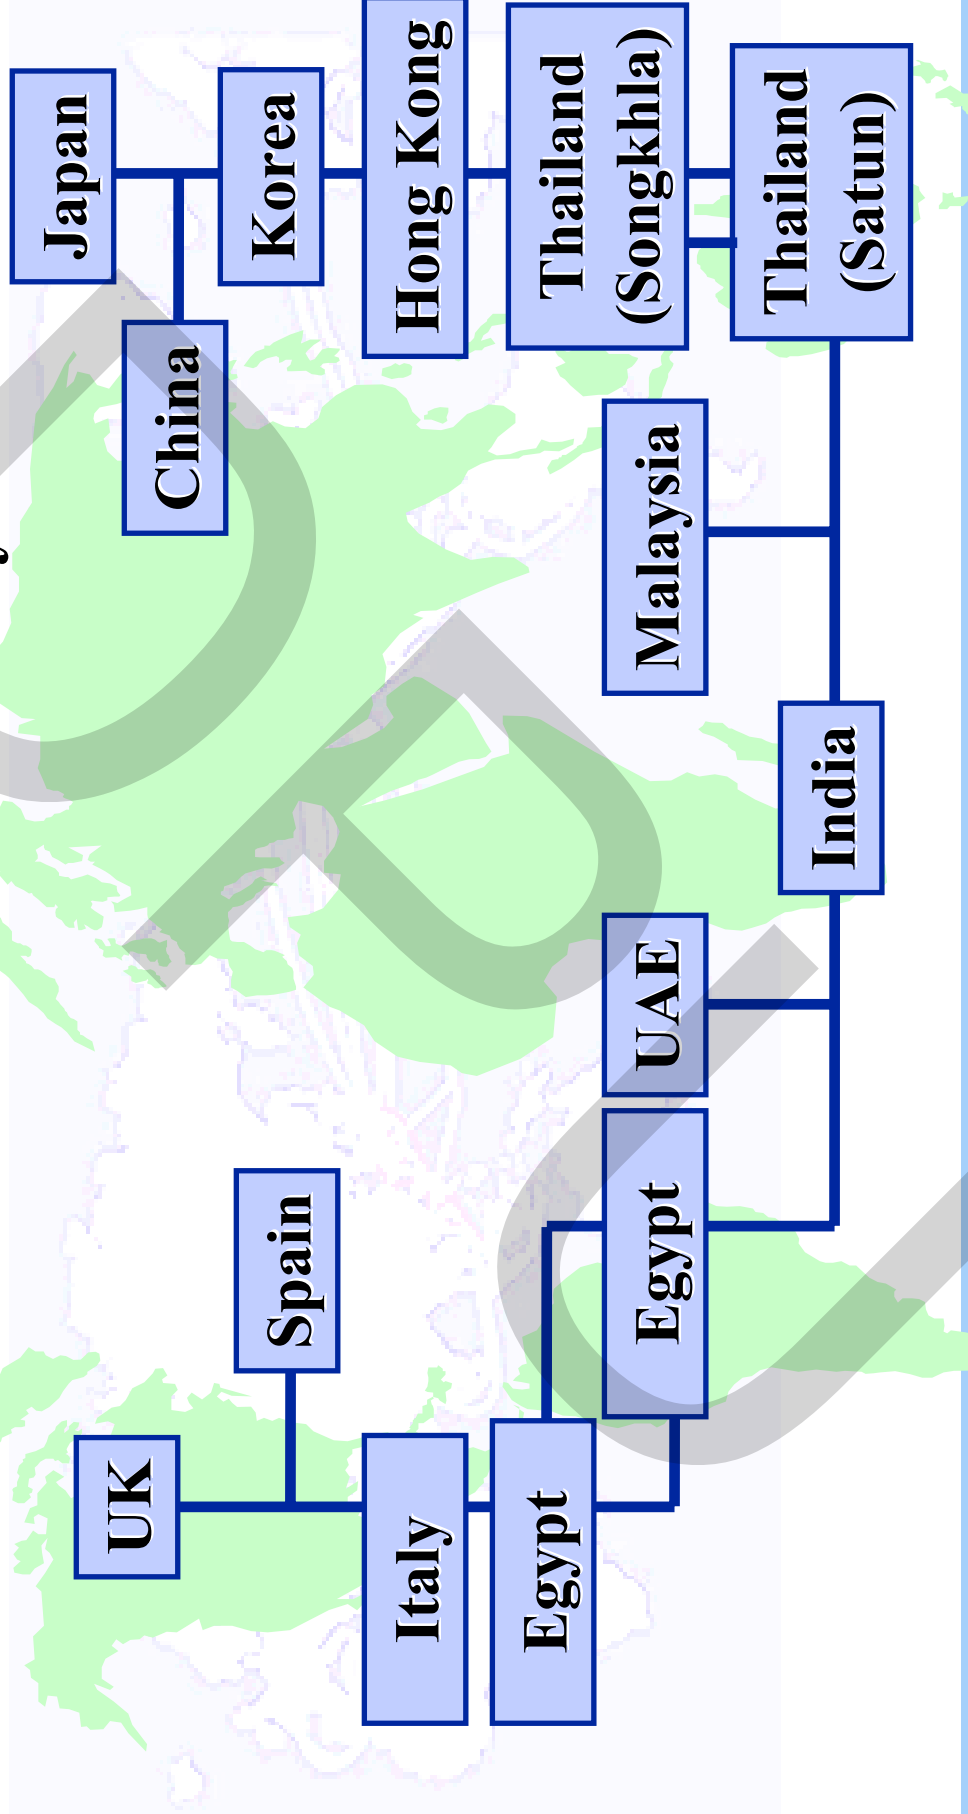 Japan
UK
China
Spain
Korea
Italy
Hong Kong
Egypt
Thailand
(Songkhla)
Egypt
UAE
Malaysia
Thailand
(Satun)
India